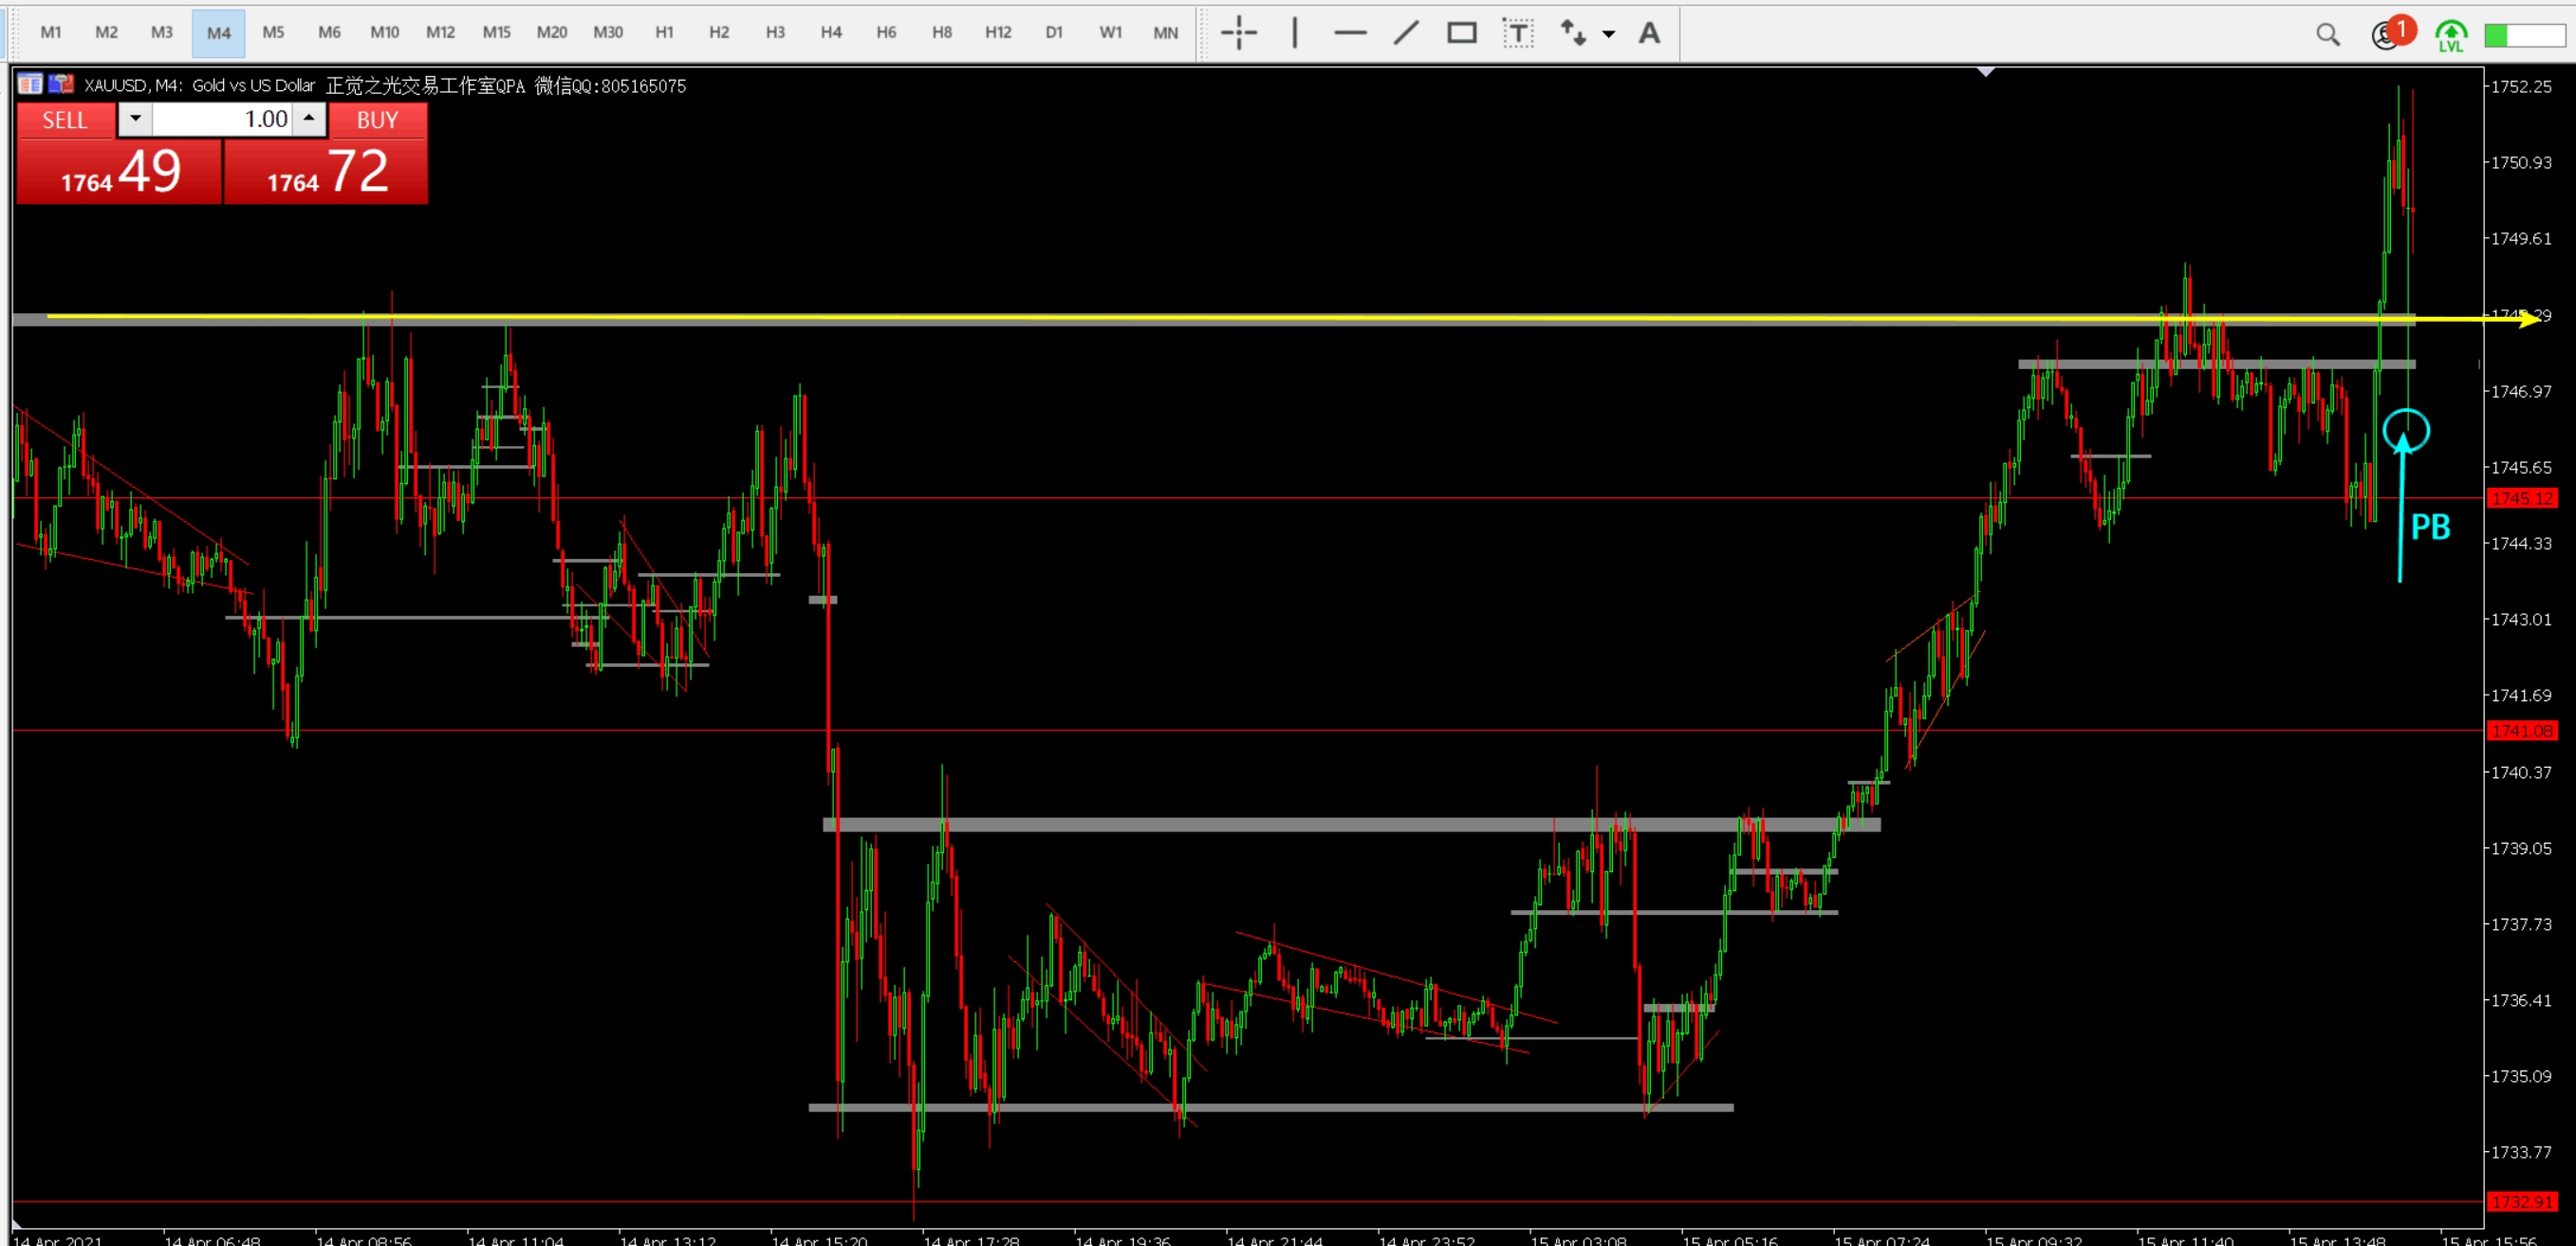 M1 M2 M3 M4 M5 M6 M10 M12 M15 M20 M30 H1 H2 H3 H4 H6 H8 H12 D1 W1 MN T A 1 LVL
XAUUSD, M4: Gold vs US Dollar 正觉之光交易工作室QPA 微信QQ:805165075
SELL 1.00 BUY
1764 49 1764 72
1752.25
1750.93
1749.61
1746.97
1745.65
1745.12
PB
1744.33
1743.01
1741.69
1741.08
1740.37
1739.05
1737.73
1736.41
1735.09
1733.77
1732.91
14 Apr 2021 14 Apr 06:48 14 Apr 08:56 14 Apr 11:04 14 Apr 13:12 14 Apr 15:20 14 Apr 17:28 14 Apr 19:36 14 Apr 21:44 14 Apr 23:52 15 Apr 03:08 15 Apr 05:16 15 Apr 07:24 15 Apr 09:32 15 Apr 11:40 15 Apr 13:48 15 Apr 15:56